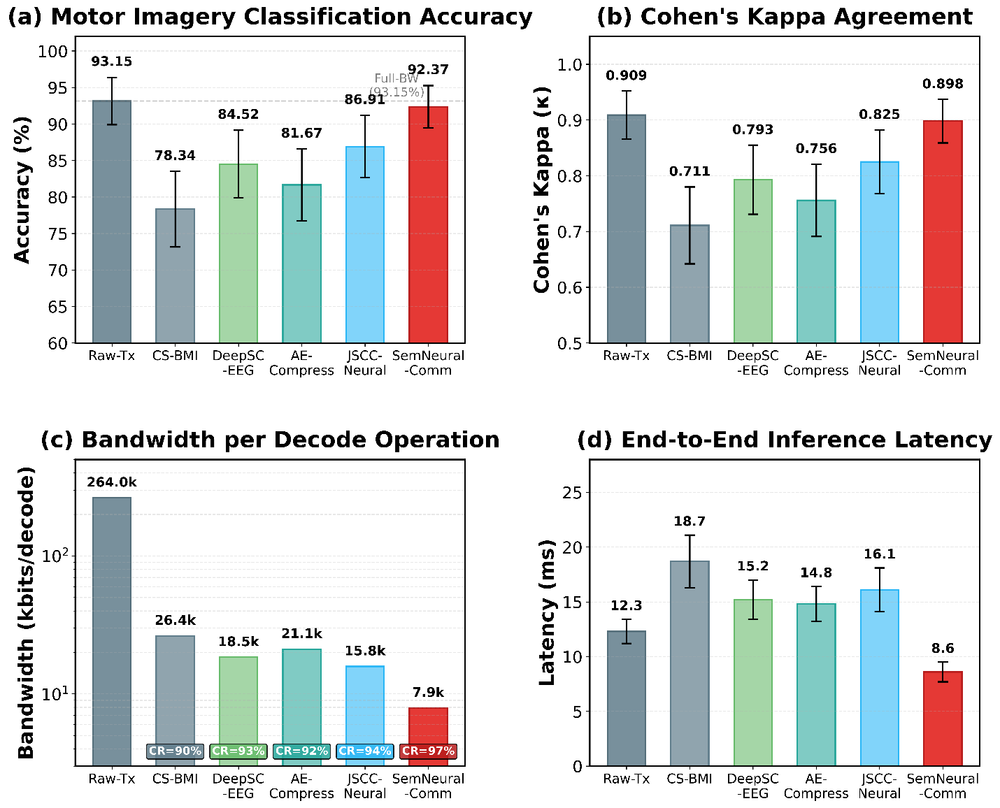 (a) Motor Imagery Classification Accuracy
Accuracy (%)
100
95
90
85
80
75
70
65
60
93.15
78.34
84.52
81.67
86.91
92.37
Full-BW
(93.15%)
Raw-Tx
CS-BMI
DeepSC
-EEG
AE-
Compress
JSCC-
Neural
SemNeural
-Comm
(b) Cohen's Kappa Agreement
Cohen's Kappa (κ)
1.0
0.9
0.8
0.7
0.6
0.5
0.909
0.711
0.793
0.756
0.825
0.898
Raw-Tx
CS-BMI
DeepSC
-EEG
AE-
Compress
JSCC-
Neural
SemNeural
-Comm
(c) Bandwidth per Decode Operation
Bandwidth (kbits/decode)
10²
10¹
264.0k
26.4k
18.5k
21.1k
15.8k
7.9k
CR=90%
CR=93%
CR=92%
CR=94%
CR=97%
Raw-Tx
CS-BMI
DeepSC
-EEG
AE-
Compress
JSCC-
Neural
SemNeural
-Comm
(d) End-to-End Inference Latency
Latency (ms)
25
20
15
10
5
0
12.3
18.7
15.2
14.8
16.1
8.6
Raw-Tx
CS-BMI
DeepSC
-EEG
AE-
Compress
JSCC-
Neural
SemNeural
-Comm